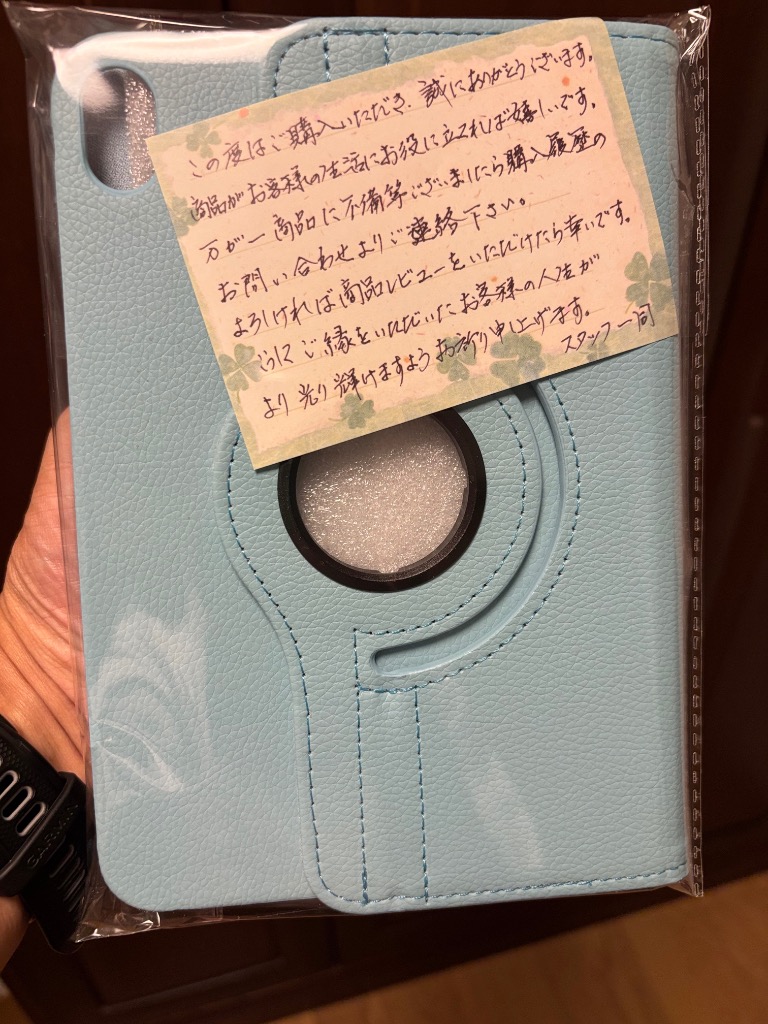 この度はご購入いただき、誠にありがとうございます。
商品がお客様の生活にお役に立てれば嬉しいです。
万が一商品に不備等ございましたら購入履歴の
お問い合わせよりご連絡下さい。
よろしければ商品レビューをいただけたら幸いです。
らにご縁をいただいたお客様の人生が
より光り輝けますようお祈り申し上げます。
スタッフ一同
GARMIN